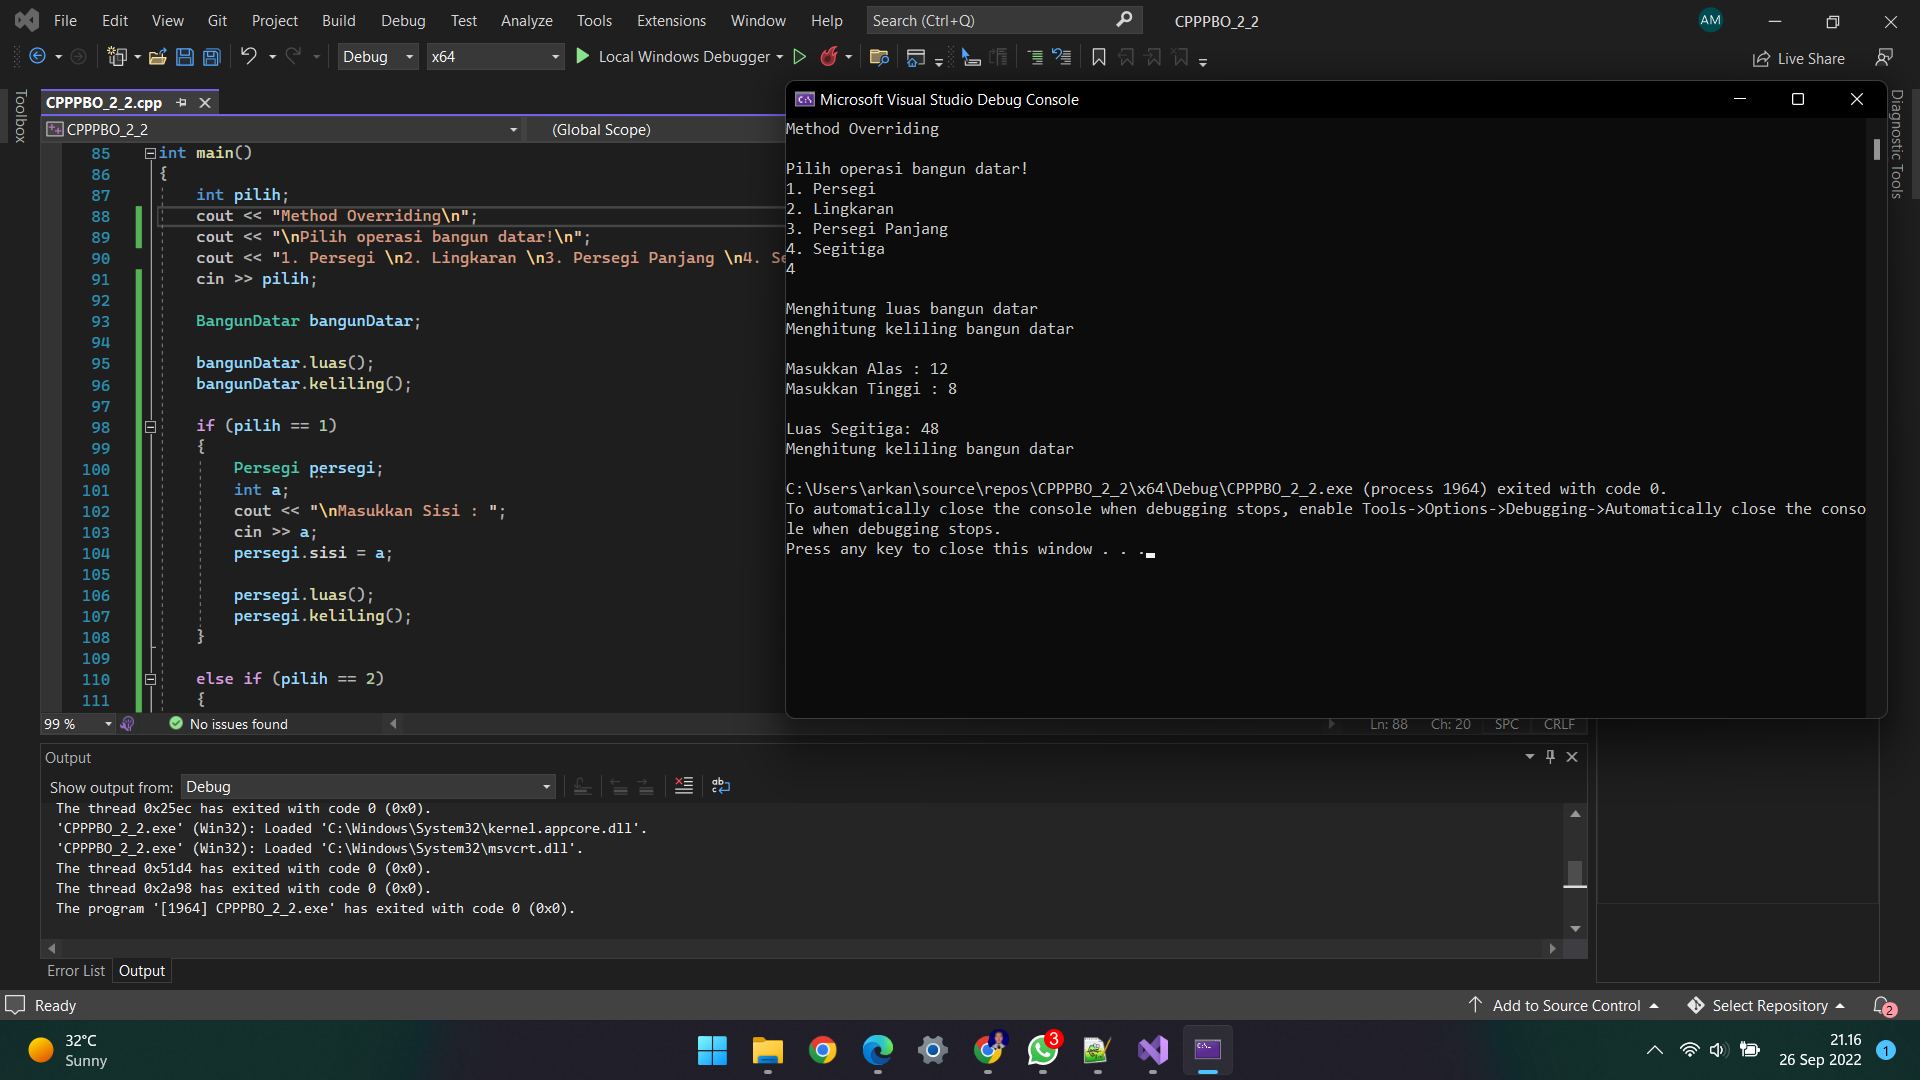 File Edit View Git Project Build Debug Test Analyze Tools Extensions Window Help Search (Ctrl+Q) CPPPBO_2_2 AM
Debug x64 Local Windows Debugger Live Share
Toolbox
CPPPBO_2_2.cpp
CPPPBO_2_2 (Global Scope)
85 int main()
86 {
87 int pilih;
88 cout << "Method Overriding\n";
89 cout << "\nPilih operasi bangun datar!\n";
90 cout << "1. Persegi \n2. Lingkaran \n3. Persegi Panjang \n4. Se
91 cin >> pilih;
92
93 BangunDatar bangunDatar;
94
95 bangunDatar.luas();
96 bangunDatar.keliling();
97
98 if (pilih == 1)
99 {
100 Persegi persegi;
101 int a;
102 cout << "\nMasukkan Sisi : ";
103 cin >> a;
104 persegi.sisi = a;
105
106 persegi.luas();
107 persegi.keliling();
108 }
109
110 else if (pilih == 2)
111 {
99 % No issues found Ln: 88 Ch: 20 SPC CRLF
Microsoft Visual Studio Debug Console
Method Overriding
Pilih operasi bangun datar!
1. Persegi
2. Lingkaran
3. Persegi Panjang
4. Segitiga
4
Menghitung luas bangun datar
Menghitung keliling bangun datar
Masukkan Alas : 12
Masukkan Tinggi : 8
Luas Segitiga: 48
Menghitung keliling bangun datar
C:\Users\arkan\source\repos\CPPPBO_2_2\x64\Debug\CPPPBO_2_2.exe (process 1964) exited with code 0.
To automatically close the console when debugging stops, enable Tools->Options->Debugging->Automatically close the conso
le when debugging stops.
Press any key to close this window . . .
Diagnostic Tools
Output
Show output from: Debug
The thread 0x25ec has exited with code 0 (0x0).
'CPPPBO_2_2.exe' (Win32): Loaded 'C:\Windows\System32\kernel.appcore.dll'.
'CPPPBO_2_2.exe' (Win32): Loaded 'C:\Windows\System32\msvcrt.dll'.
The thread 0x51d4 has exited with code 0 (0x0).
The thread 0x2a98 has exited with code 0 (0x0).
The program '[1964] CPPPBO_2_2.exe' has exited with code 0 (0x0).
Error List Output
Ready Add to Source Control Select Repository 2
32°C
Sunny
3
21.16
26 Sep 2022
1